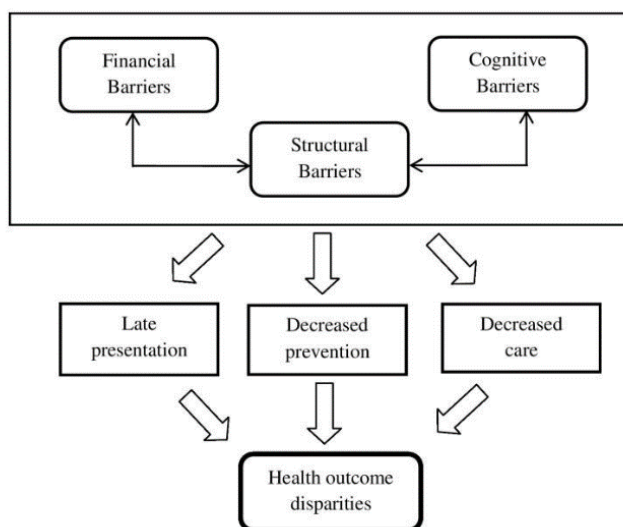 Financial
Barriers
Cognitive
Barriers
Structural
Barriers
Late
presentation
Decreased
prevention
Decreased
care
Health outcome
disparities